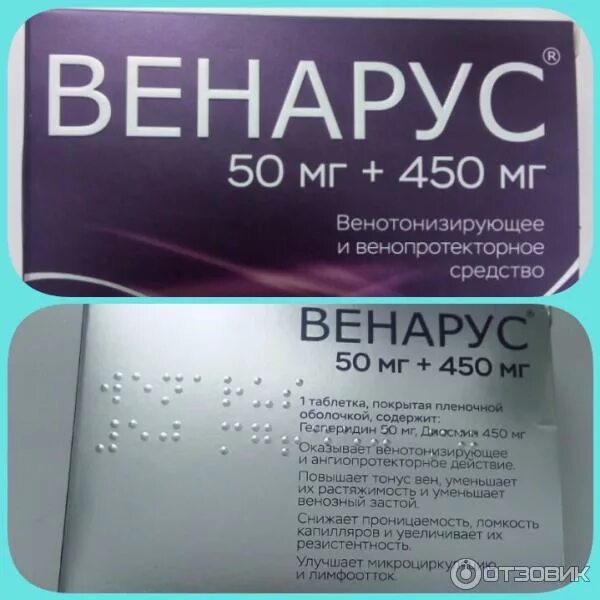 ВЕНАРУС®
50 мг + 450 мг
Венотонизирующее
и венопротекторное
средство
ВЕНАРУС®
50 мг + 450 мг
1 таблетка, покрытая пленочной
оболочкой, содержит:
Гесперидин 50 мг, Диосмин 450 мг
Оказывает венотонизирующее
и ангиопротекторное действие.
Повышает тонус вен, уменьшает
их растяжимость и уменьшает
венозный застой.
Снижает проницаемость, ломкость
капилляров и увеличивает их
резистентность.
Улучшает микроциркуляцию
и лимфоотток.
ОТЗОВИК